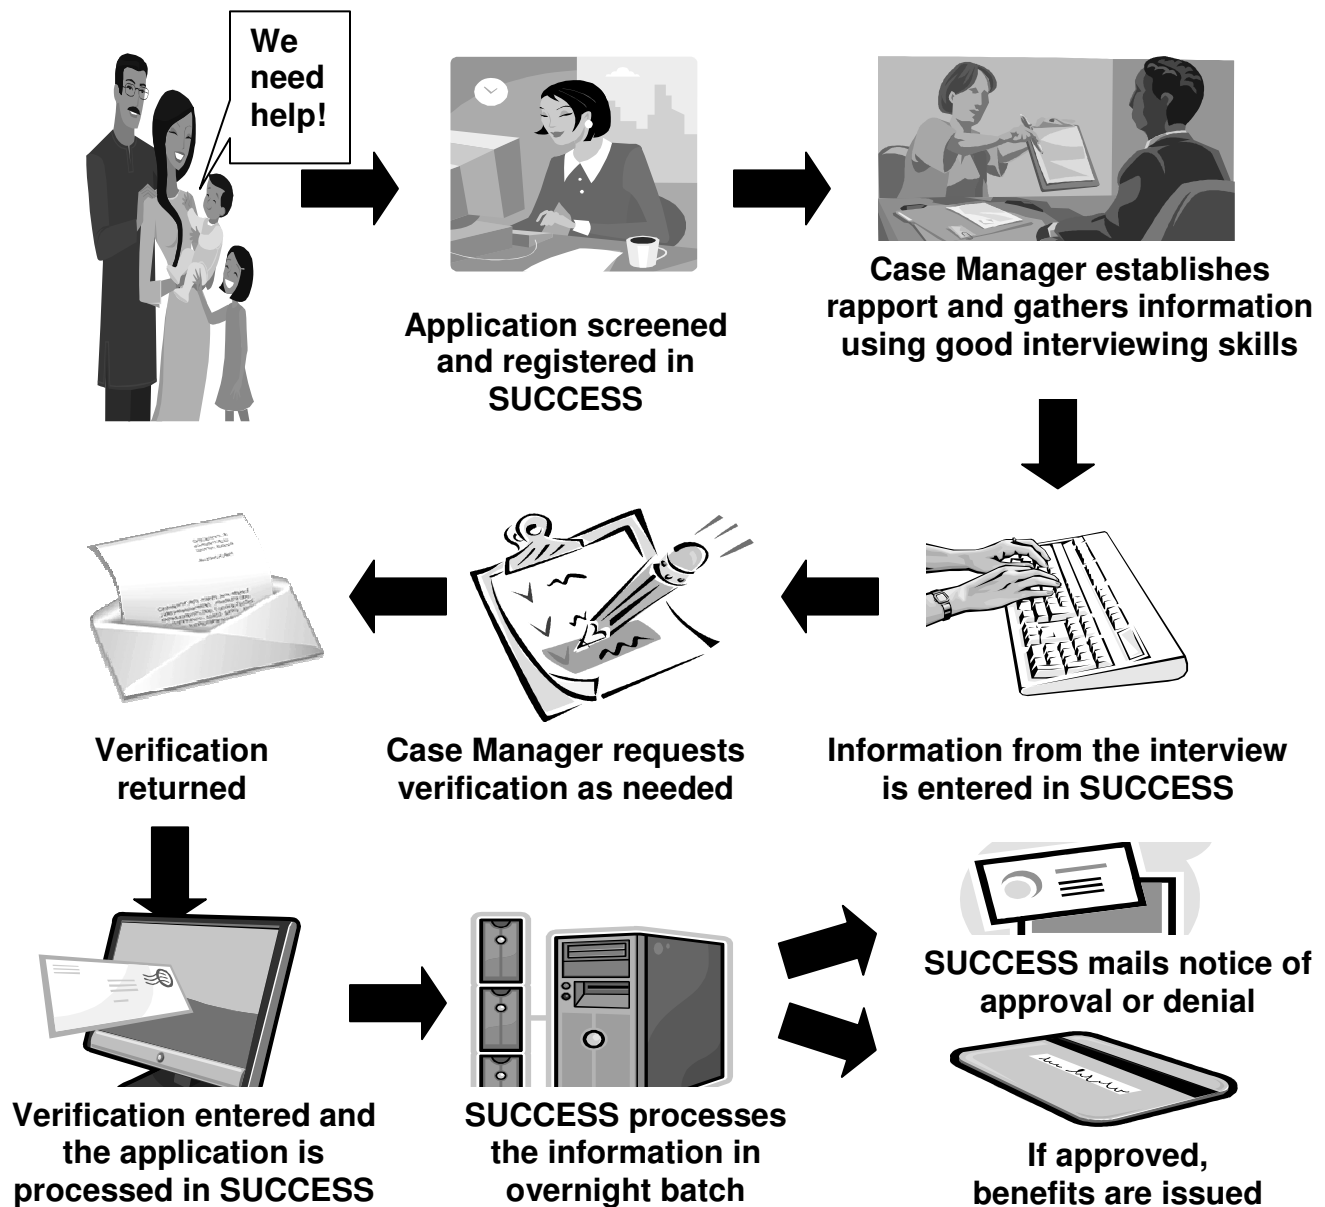 We
need
help!
Application screened
and registered in
SUCCESS
Case Manager establishes
rapport and gathers information
using good interviewing skills
Information from the interview
is entered in SUCCESS
Case Manager requests
verification as needed
Verification
returned
Verification entered and
the application is
processed in SUCCESS
SUCCESS processes
the information in
overnight batch
SUCCESS mails notice of
approval or denial
If approved,
benefits are issued